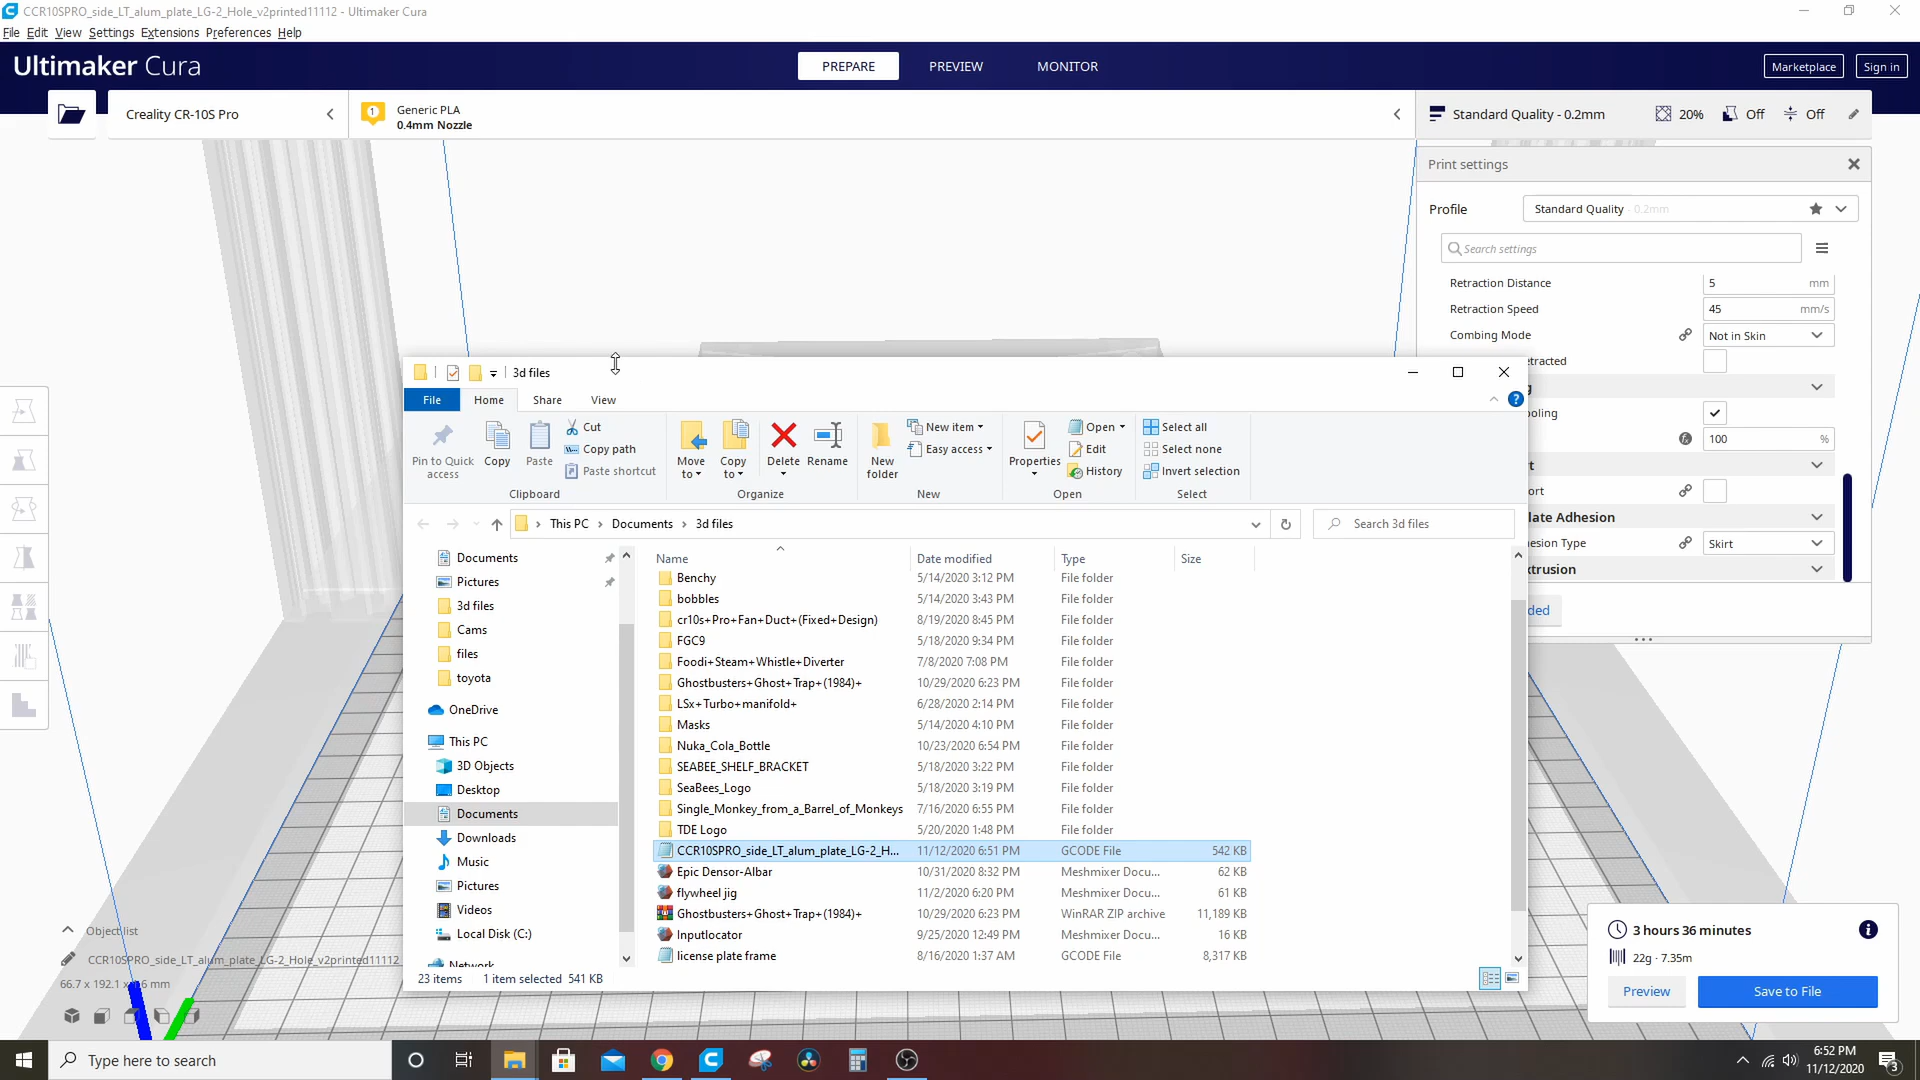 CCR10SPRO_side_LT_alum_plate_LG-2_Hole_v2printed11112 - Ultimaker Cura
File Edit View Settings Extensions Preferences Help
Ultimaker Cura
PREPARE
PREVIEW
MONITOR
Marketplace
Sign in
Creality CR-10S Pro
1
Generic PLA
0.4mm Nozzle
Standard Quality - 0.2mm
20%
Off
Off
Print settings
Profile
Standard Quality - 0.2mm
Search settings
Retraction Distance 5 mm
Retraction Speed 45 mm/s
Combing Mode Not in Skin
etracted
ooling
100 %
ort
late Adhesion
esion Type Skirt
xtrusion
ded
3d files
File Home Share View
Pin to Quick access
Copy
Paste
Cut
Copy path
Paste shortcut
Clipboard
Move to
Copy to
Delete
Rename
Organize
New folder
New item
Easy access
New
Properties
Open
Edit
History
Open
Select all
Select none
Invert selection
Select
This PC > Documents > 3d files
Search 3d files
Documents
Pictures
3d files
Cams
files
toyota
OneDrive
This PC
3D Objects
Desktop
Documents
Downloads
Music
Pictures
Videos
Local Disk (C:)
Network
Name Date modified Type Size
Benchy 5/14/2020 3:12 PM File folder
bobbles 5/14/2020 3:43 PM File folder
cr10s+Pro+Fan+Duct+(Fixed+Design) 8/19/2020 8:45 PM File folder
FGC9 5/18/2020 9:34 PM File folder
Foodi+Steam+Whistle+Diverter 7/8/2020 7:08 PM File folder
Ghostbusters+Ghost+Trap+(1984)+ 10/29/2020 6:23 PM File folder
LSx+Turbo+manifold+ 6/28/2020 2:14 PM File folder
Masks 5/14/2020 4:10 PM File folder
Nuka_Cola_Bottle 10/23/2020 6:54 PM File folder
SEABEE_SHELF_BRACKET 5/18/2020 3:22 PM File folder
SeaBees_Logo 5/18/2020 3:19 PM File folder
Single_Monkey_from_a_Barrel_of_Monkeys 7/16/2020 6:55 PM File folder
TDE Logo 5/20/2020 1:48 PM File folder
CCR10SPRO_side_LT_alum_plate_LG-2_H... 11/12/2020 6:51 PM GCODE File 542 KB
Epic Densor-Albar 10/31/2020 8:32 PM Meshmixer Docu... 62 KB
flywheel jig 11/2/2020 6:20 PM Meshmixer Docu... 61 KB
Ghostbusters+Ghost+Trap+(1984)+ 10/29/2020 6:23 PM WinRAR ZIP archive 11,189 KB
Inputlocator 9/25/2020 12:49 PM Meshmixer Docu... 16 KB
license plate frame 8/16/2020 1:37 AM GCODE File 8,317 KB
23 items 1 item selected 541 KB
Object list
CCR10SPRO_side_LT_alum_plate_LG-2_Hole_v2printed11112
3 hours 36 minutes
22g · 7.35m
Preview
Save to File
Type here to search
6:52 PM
11/12/2020
3